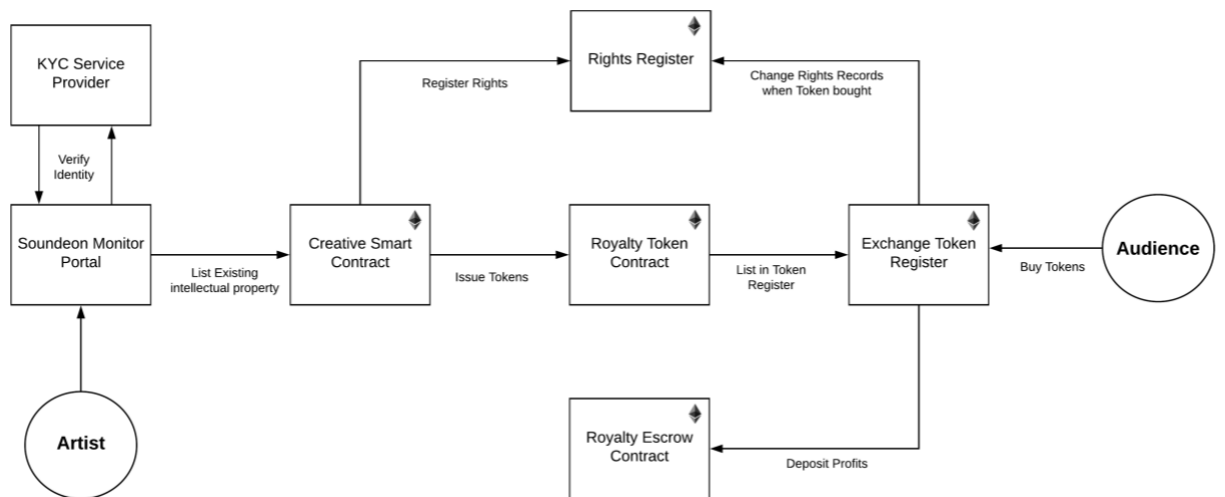 KYC Service
Provider
Rights Register
Register Rights
Change Rights Records
when Token bought
Verify
Identity
Soundeon Monitor
Portal
List Existing
intellectual property
Creative Smart
Contract
Issue Tokens
Royalty Token
Contract
List in Token
Register
Exchange Token
Register
Buy Tokens
Audience
Artist
Royalty Escrow
Contract
Deposit Profits